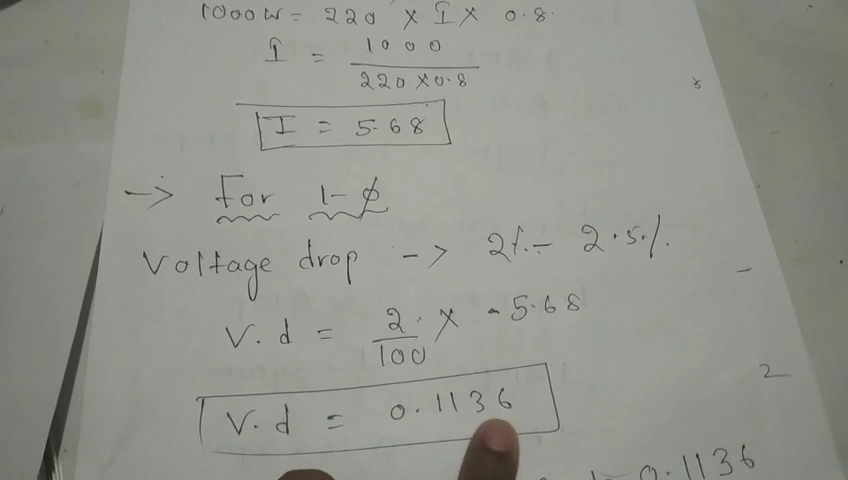 1000W = 220 X I X 0.8
I = 1000
220 X 0.8
I = 5.68
-> For 1-ϕ
Voltage drop -> 2%- 2.5%.
V.d = 2 X 5.68
100
V.d = 0.1136
2
0.1136